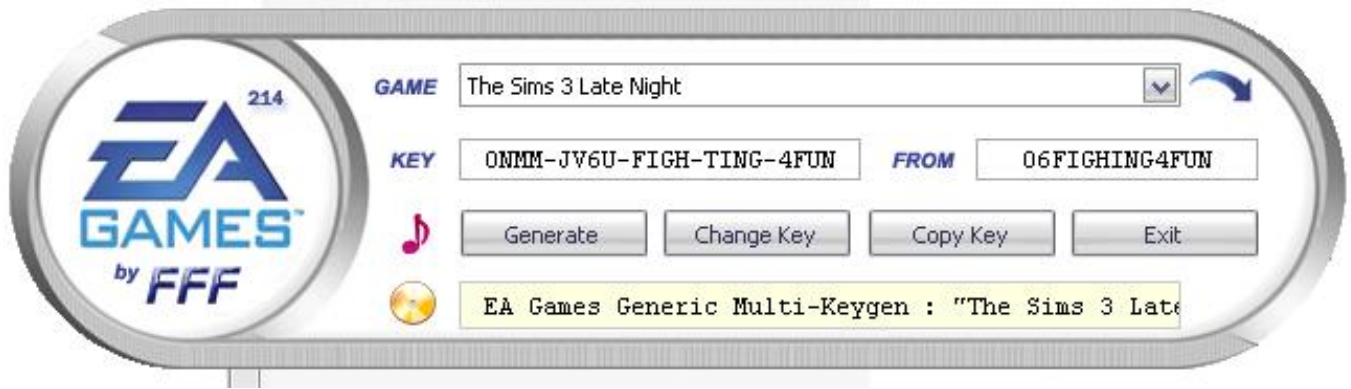 214
EA
GAMES™
by FFF
GAME The Sims 3 Late Night
KEY 0NMM-JV6U-FIGH-TING-4FUN FROM 06FIGHING4FUN
Generate Change Key Copy Key Exit
EA Games Generic Multi-Keygen : "The Sims 3 Late